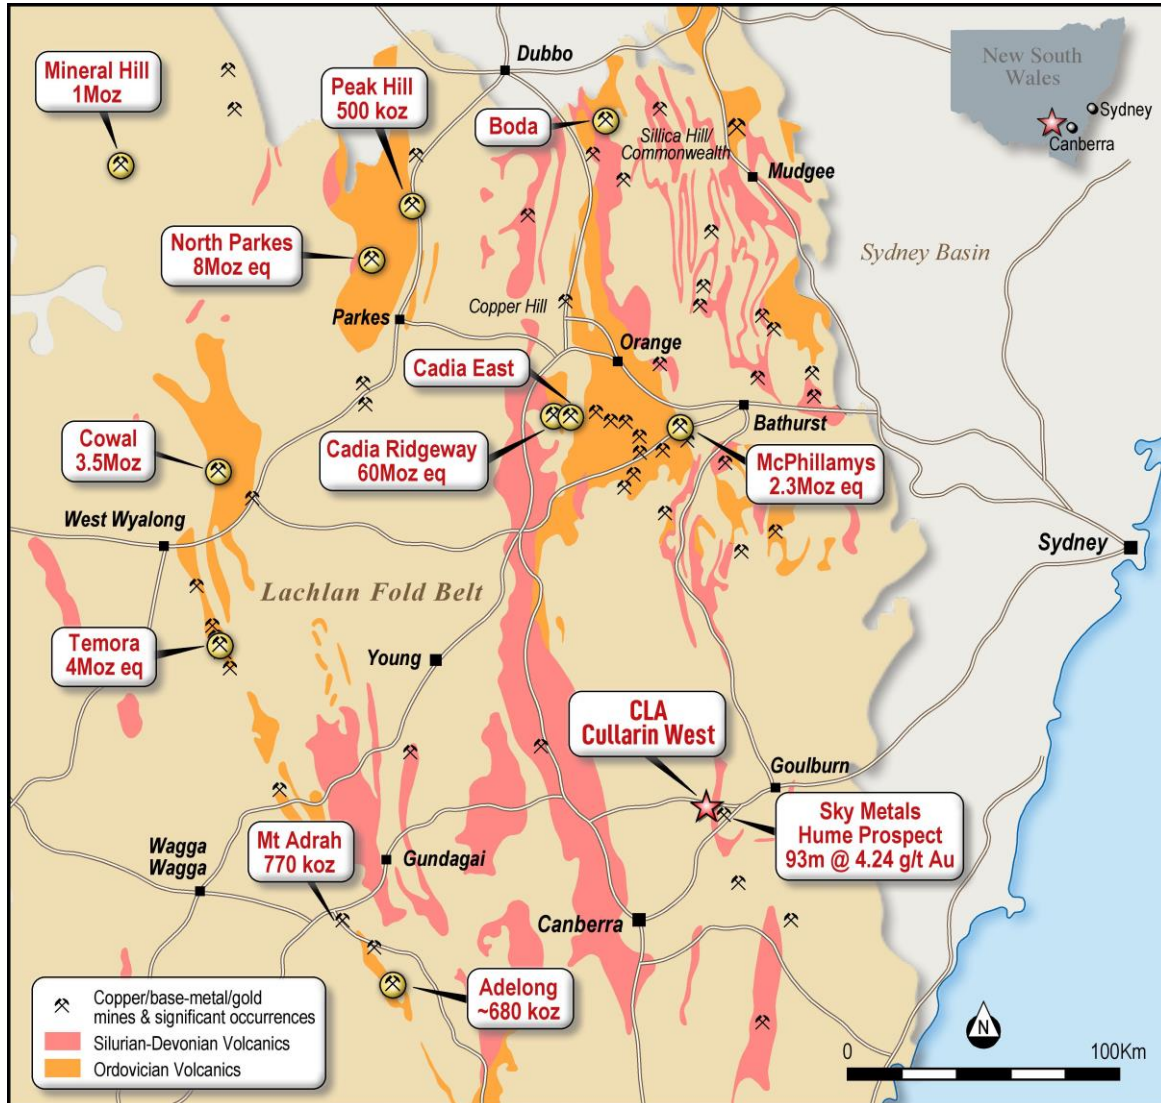 Mineral Hill
1Moz
Peak Hill
500 koz
Dubbo
Boda
Sillica Hill/
Commonwealth
Mudgee
New South
Wales
Sydney
Canberra
North Parkes
8Moz eq
Sydney Basin
Copper Hill
Parkes
Orange
Cadia East
Bathurst
Cowal
3.5Moz
Cadia Ridgeway
60Moz eq
McPhillamys
2.3Moz eq
West Wyalong
Sydney
Lachlan Fold Belt
Temora
4Moz eq
Young
CLA
Cullarin West
Goulburn
Sky Metals
Hume Prospect
93m @ 4.24 g/t Au
Mt Adrah
770 koz
Wagga
Wagga
Gundagai
Canberra
Adelong
~680 koz
Copper/base-metal/gold
mines & significant occurrences
Silurian-Devonian Volcanics
Ordovician Volcanics
N
0 100Km